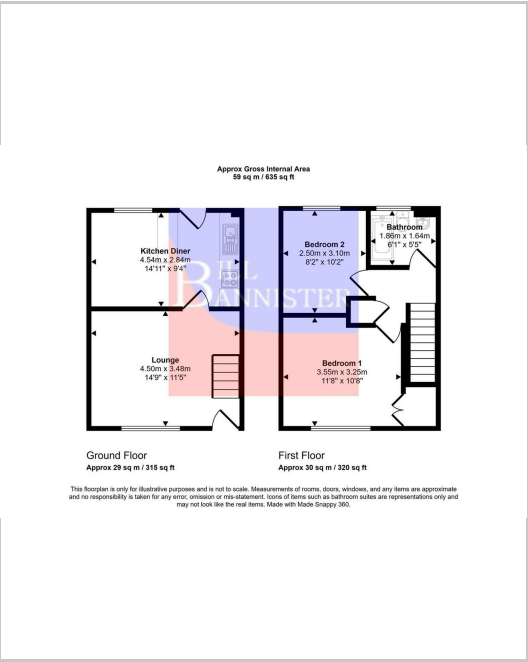 Approx Gross Internal Area
59 sq m / 635 sq ft
Kitchen Diner
4.54m x 2.84m
14'11" x 9'4"
Lounge
4.50m x 3.48m
14'9" x 11'5"
Bedroom 2
2.50m x 3.10m
8'2" x 10'2"
Bathroom
1.86m x 1.64m
6'1" x 5'5"
Bedroom 1
3.55m x 3.25m
11'8" x 10'8"
BILL
BANNISTER
Ground Floor
Approx 29 sq m / 315 sq ft
First Floor
Approx 30 sq m / 320 sq ft
This floorplan is only for illustrative purposes and is not to scale. Measurements of rooms, doors, windows, and any items are approximate
and no responsibility is taken for any error, omission or mis-statement. Icons of items such as bathroom suites are representations only and
may not look like the real items. Made with Made Snappy 360.